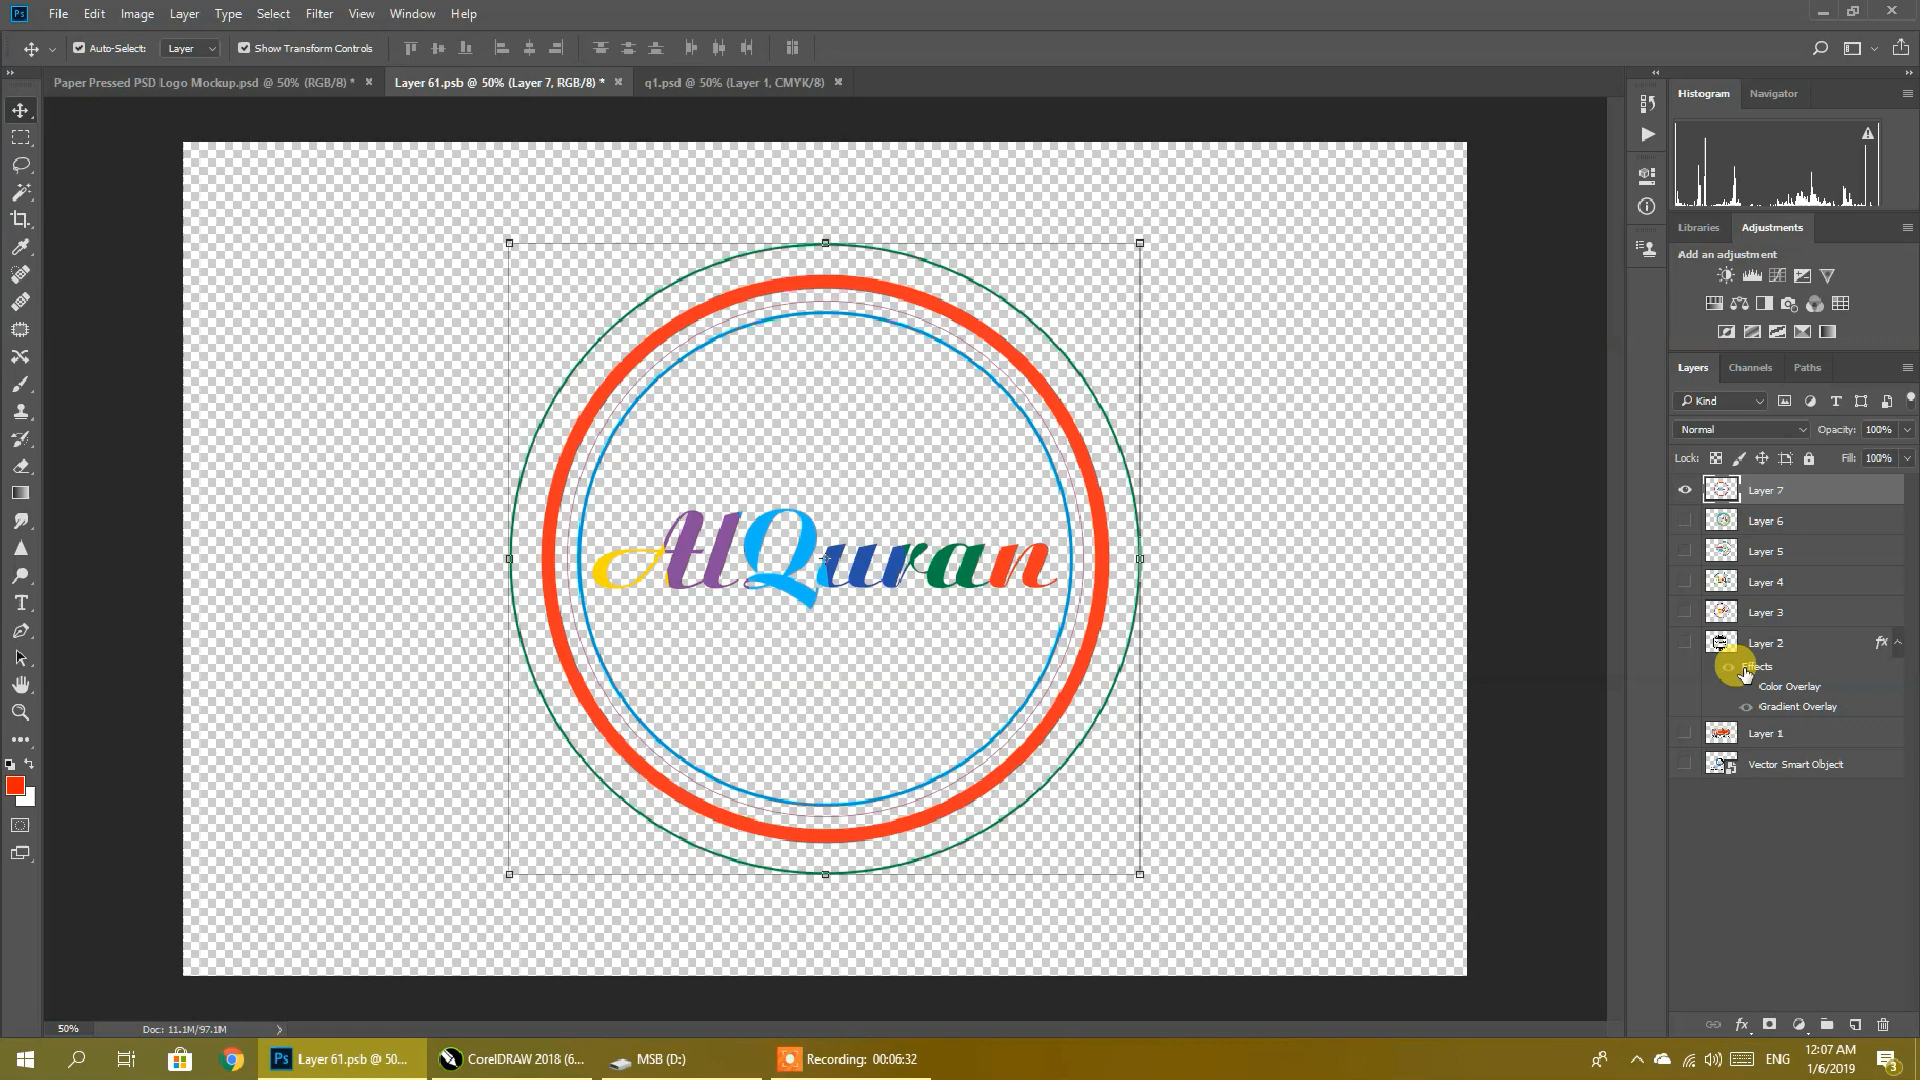 Ps File Edit Image Layer Type Select Filter View Window Help
Auto-Select: Layer Show Transform Controls
Paper Pressed PSD Logo Mockup.psd @ 50% (RGB/8) * Layer 61.psb @ 50% (Layer 7, RGB/8) * q1.psd @ 50% (Layer 1, CMYK/8)
Histogram Navigator
Libraries Adjustments
Add an adjustment
Layers Channels Paths
Kind
Normal Opacity: 100%
Lock: Fill: 100%
Layer 7
Layer 6
Layer 5
Layer 4
Layer 3
Layer 2 fx
Effects
Color Overlay
Gradient Overlay
Layer 1
Vector Smart Object
AlQuran
50% Doc: 11.1M/97.1M
Ps Layer 61.psb @ 50... CorelDRAW 2018 (6... MSB (D:) Recording: 00:06:32 ENG
12:07 AM
1/6/2019
3